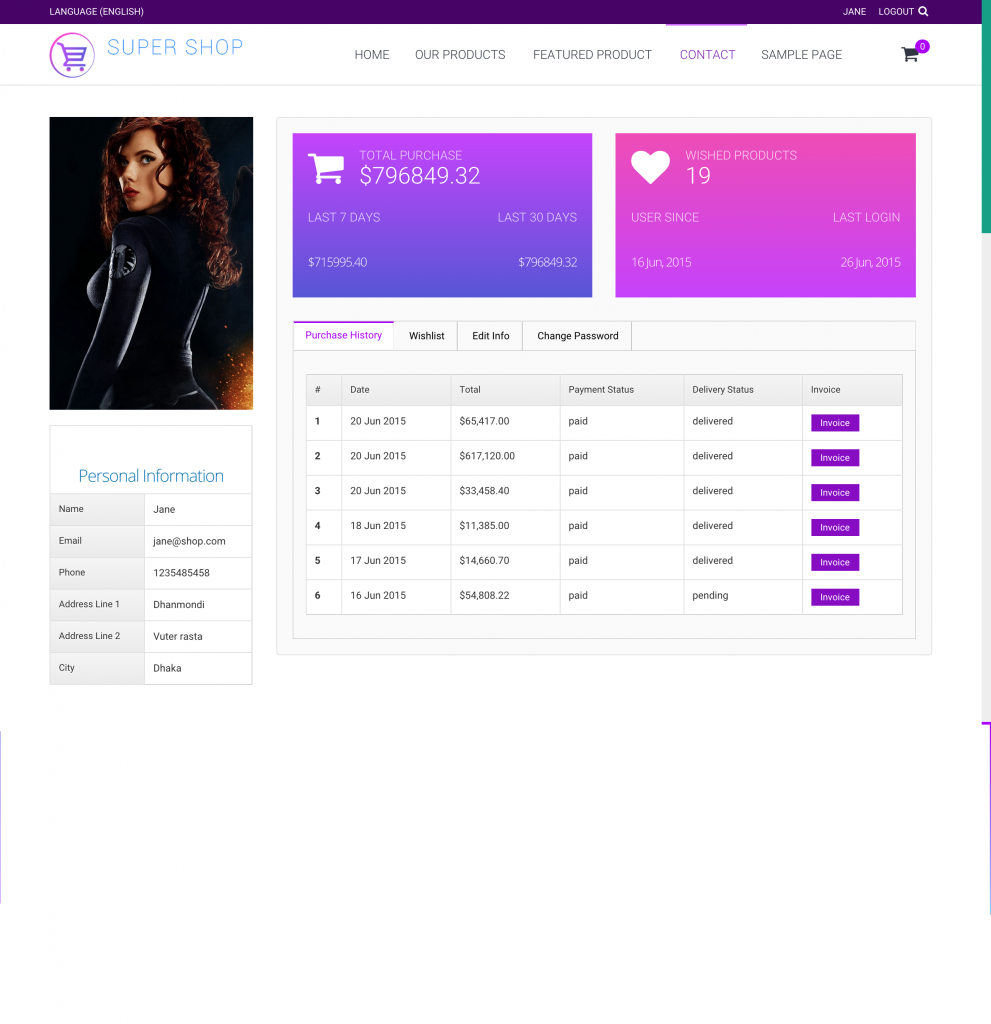 LANGUAGE (ENGLISH)
JANE LOGOUT
SUPER SHOP
HOME OUR PRODUCTS FEATURED PRODUCT CONTACT SAMPLE PAGE
0
TOTAL PURCHASE
$796849.32
LAST 7 DAYS LAST 30 DAYS
$715995.40 $796849.32
WISHED PRODUCTS
19
USER SINCE LAST LOGIN
16 Jun, 2015 26 Jun, 2015
Purchase History Wishlist Edit Info Change Password
# Date Total Payment Status Delivery Status Invoice
1 20 Jun 2015 $65,417.00 paid delivered Invoice
2 20 Jun 2015 $617,120.00 paid delivered Invoice
3 20 Jun 2015 $33,458.40 paid delivered Invoice
4 18 Jun 2015 $11,385.00 paid delivered Invoice
5 17 Jun 2015 $14,660.70 paid delivered Invoice
6 16 Jun 2015 $54,808.22 paid pending Invoice
Personal Information
Name Jane
Email jane@shop.com
Phone 1235485458
Address Line 1 Dhanmondi
Address Line 2 Vuter rasta
City Dhaka